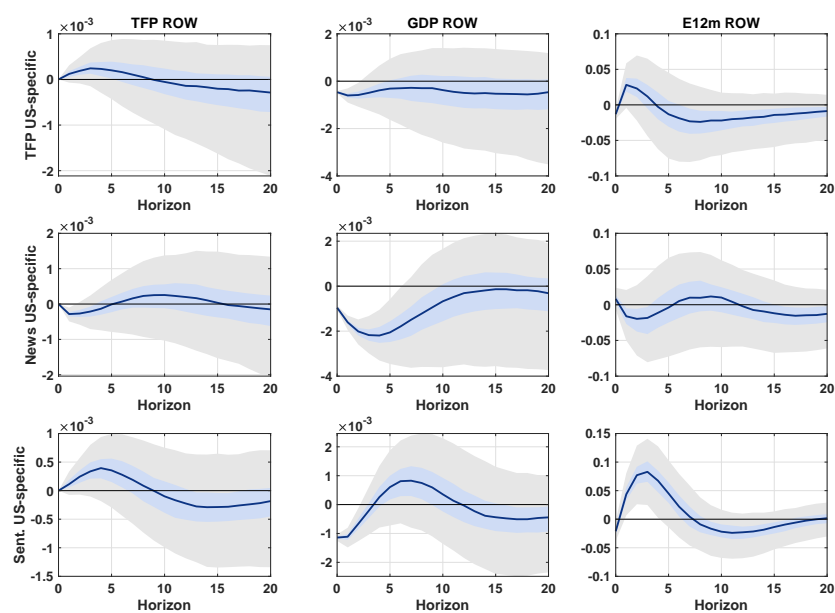 TFP ROW GDP ROW E12m ROW
×10⁻³ ×10⁻³
TFP US-specific
1 0 -1 -2
2 0 -2 -4
0.1 0.05 0 -0.05 -0.1
0 5 10 15 20 0 5 10 15 20 0 5 10 15 20
Horizon Horizon Horizon
×10⁻³ ×10⁻³
News US-specific
2 1 0 -1 -2
2 0 -2 -4
0.1 0.05 0 -0.05 -0.1
0 5 10 15 20 0 5 10 15 20 0 5 10 15 20
Horizon Horizon Horizon
×10⁻³ ×10⁻³
Sent. US-specific
1 0.5 0 -0.5 -1 -1.5
2 1 0 -1 -2
0.15 0.1 0.05 0 -0.05 -0.1
0 5 10 15 20 0 5 10 15 20 0 5 10 15 20
Horizon Horizon Horizon